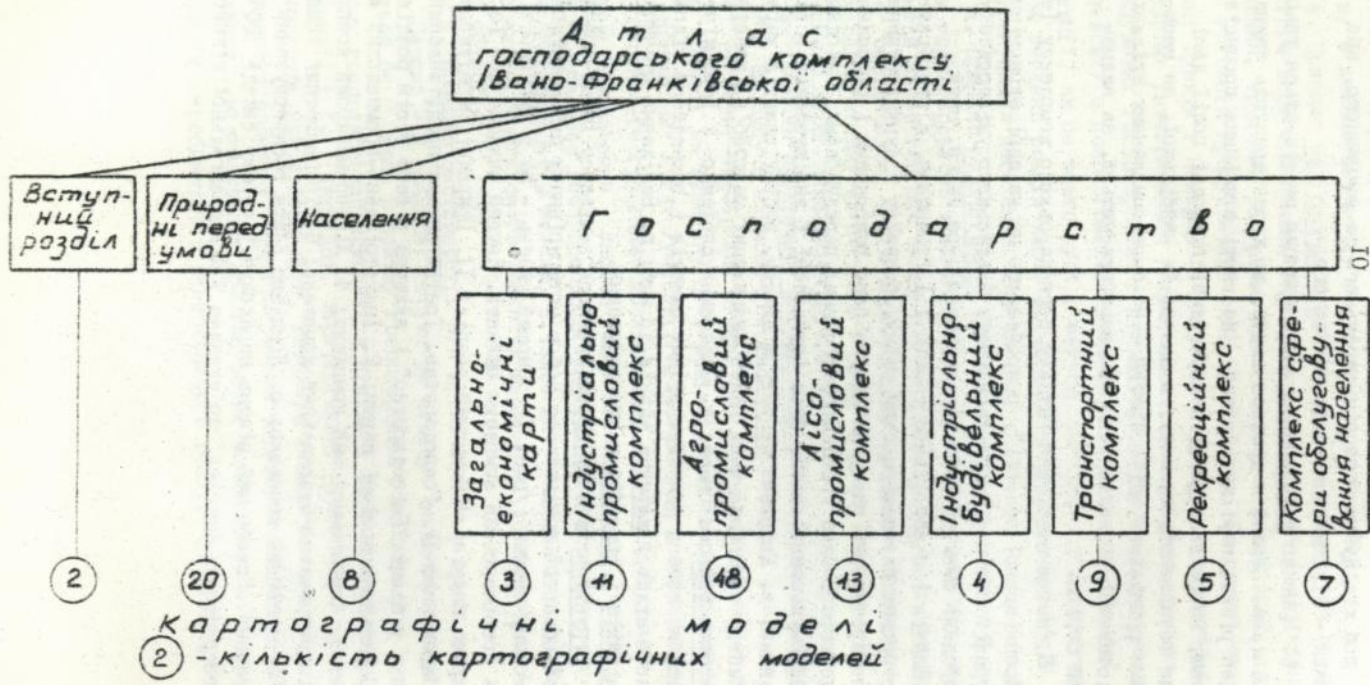 Атлас
господарського комплексу
Івано-Франківської області
Вступ-
ний
розділ
Природ-
ні перед
умови
Населення
Господарство
Загально-
економічні
карти
Індустріально-
промисловий
комплекс
Агро-
промисловий
комплекс
Лісо-
промисловий
комплекс
Індустріально-
будівельний
комплекс
Транспортний
комплекс
Рекреаційний
комплекс
Комплекс сфе-
ри обслугову-
вання населення
10
2 20 8 3 11 48 13 4 9 5 7
Картографічні моделі
2 - кількість картографічних моделей